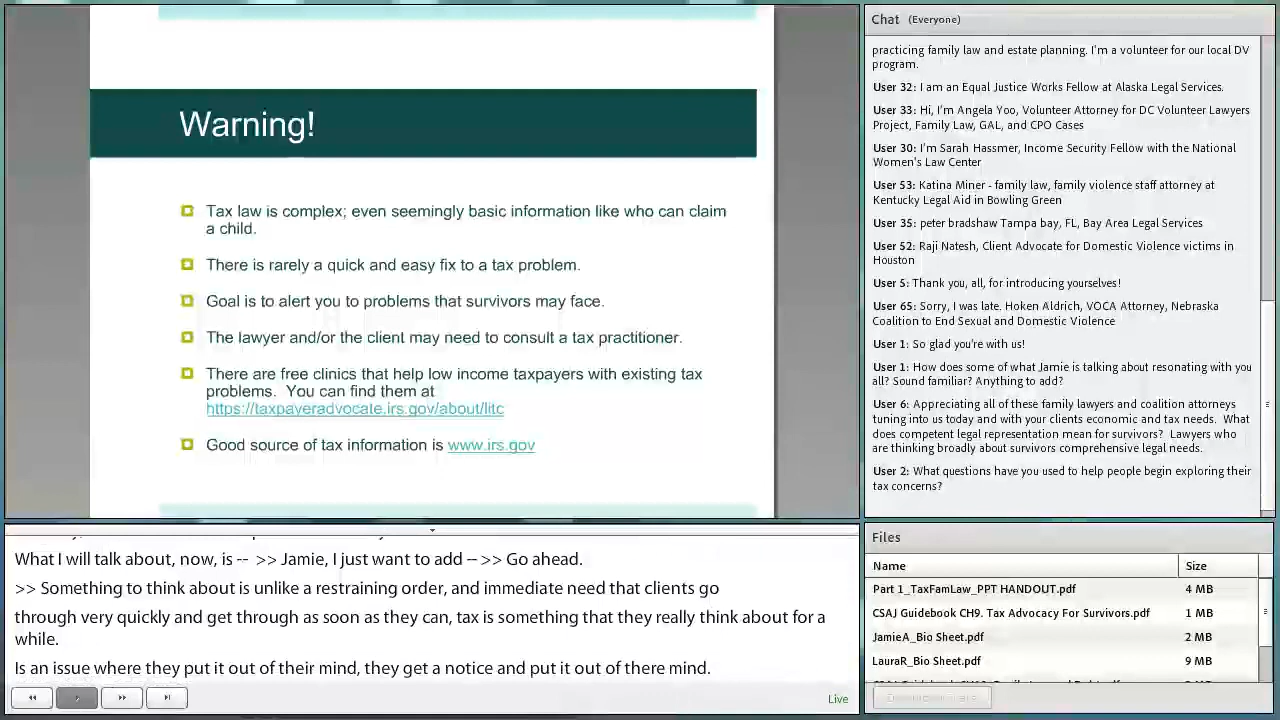 Warning!
Tax law is complex; even seemingly basic information like who can claim
a child.
There is rarely a quick and easy fix to a tax problem.
Goal is to alert you to problems that survivors may face.
The lawyer and/or the client may need to consult a tax practitioner.
There are free clinics that help low income taxpayers with existing tax
problems. You can find them at
https://taxpayeradvocate.irs.gov/about/litc
Good source of tax information is www.irs.gov
What I will talk about, now, is -- >> Jamie, I just want to add -- >> Go ahead.
>> Something to think about is unlike a restraining order, and immediate need that clients go
through very quickly and get through as soon as they can, tax is something that they really think about for a
while.
Is an issue where they put it out of their mind, they get a notice and put it out of there mind.
Live
Chat (Everyone)
practicing family law and estate planning. I'm a volunteer for our local DV
program.
User 32: I am an Equal Justice Works Fellow at Alaska Legal Services.
User 33: Hi, I'm Angela Yoo, Volunteer Attorney for DC Volunteer Lawyers
Project, Family Law, GAL, and CPO Cases
User 30: I'm Sarah Hassmer, Income Security Fellow with the National
Women's Law Center
User 53: Katina Miner - family law, family violence staff attorney at
Kentucky Legal Aid in Bowling Green
User 35: peter bradshaw Tampa bay, FL, Bay Area Legal Services
User 52: Raji Natesh, Client Advocate for Domestic Violence victims in
Houston
User 5: Thank you, all, for introducing yourselves!
User 65: Sorry, I was late. Hoken Aldrich, VOCA Attorney, Nebraska
Coalition to End Sexual and Domestic Violence
User 1: So glad you're with us!
User 1: How does some of what Jamie is talking about resonating with you
all? Sound familiar? Anything to add?
User 6: Appreciating all of these family lawyers and coalition attorneys
tuning into us today and with your clients economic and tax needs. What
does competent legal representation mean for survivors? Lawyers who
are thinking broadly about survivors comprehensive legal needs.
User 2: What questions have you used to help people begin exploring their
tax concerns?
Files
Name Size
Part 1_TaxFamLaw_PPT HANDOUT.pdf 4 MB
CSAJ Guidebook CH9. Tax Advocacy For Survivors.pdf 1 MB
JamieA_Bio Sheet.pdf 2 MB
LauraR_Bio Sheet.pdf 9 MB